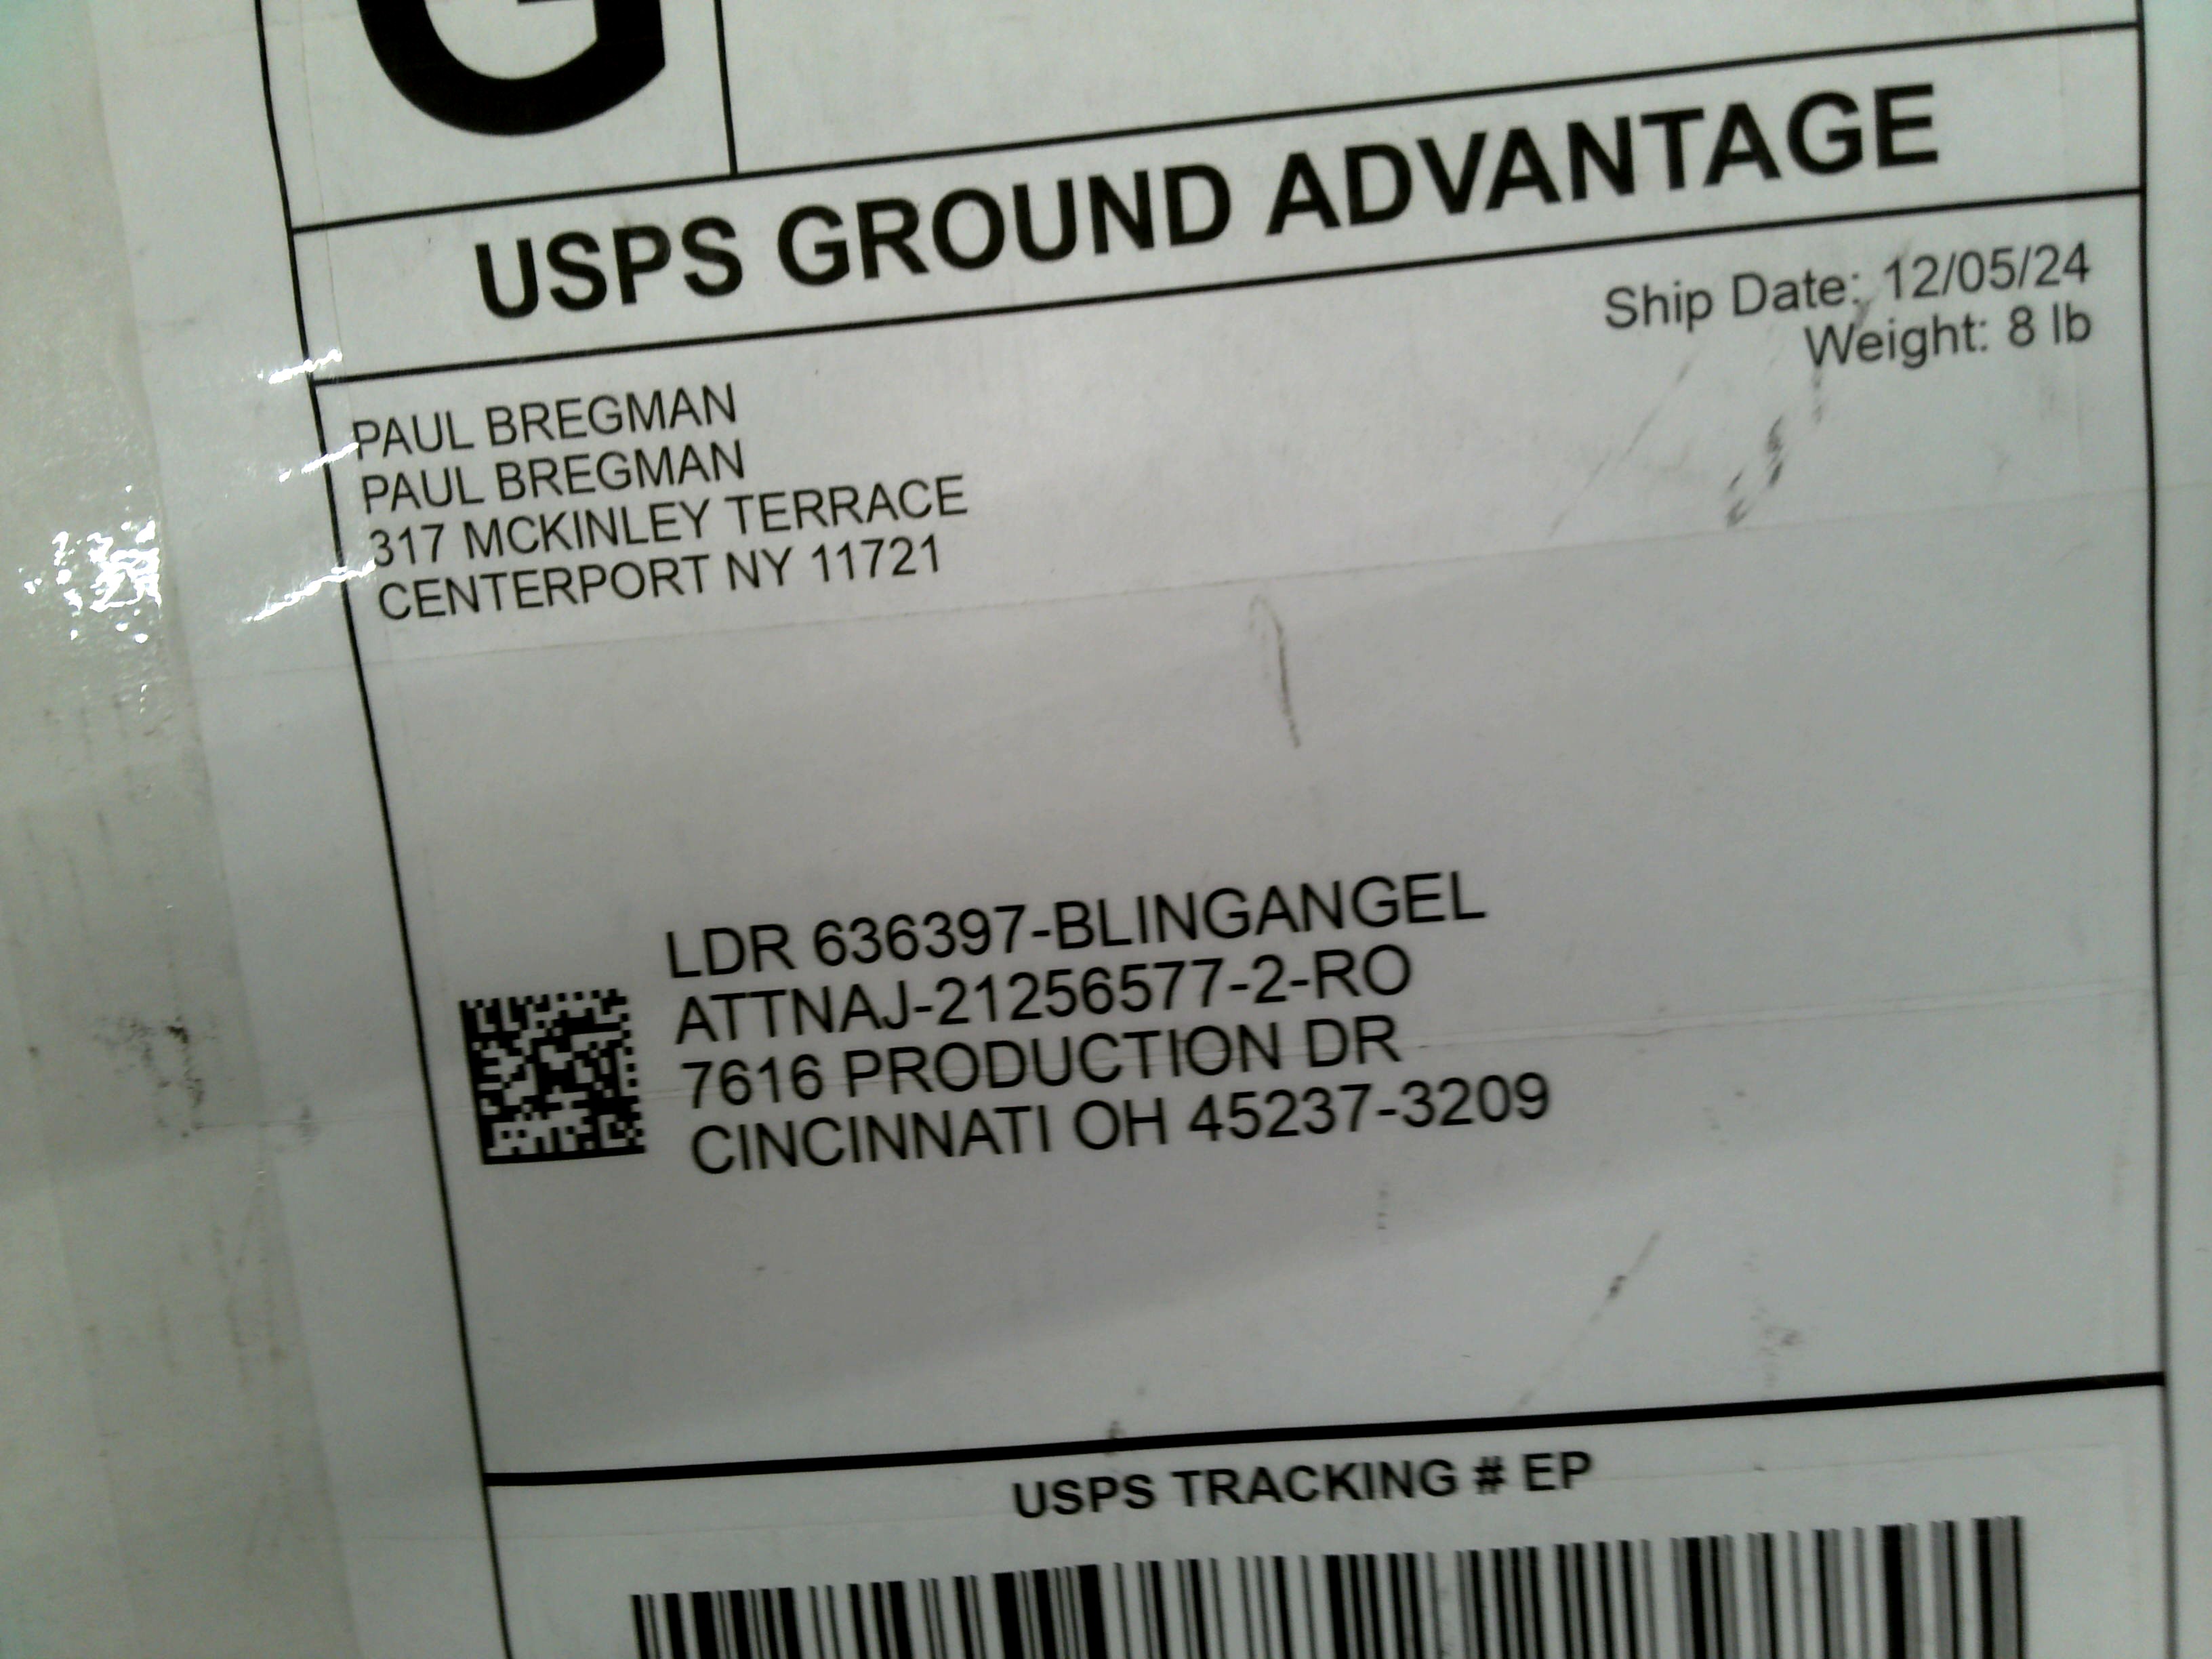 G
USPS GROUND ADVANTAGE
Ship Date: 12/05/24
Weight: 8 lb
PAUL BREGMAN
PAUL BREGMAN
317 MCKINLEY TERRACE
CENTERPORT NY 11721
LDR 636397-BLINGANGEL
ATTNAJ-21256577-2-RO
7616 PRODUCTION DR
CINCINNATI OH 45237-3209
USPS TRACKING # EP